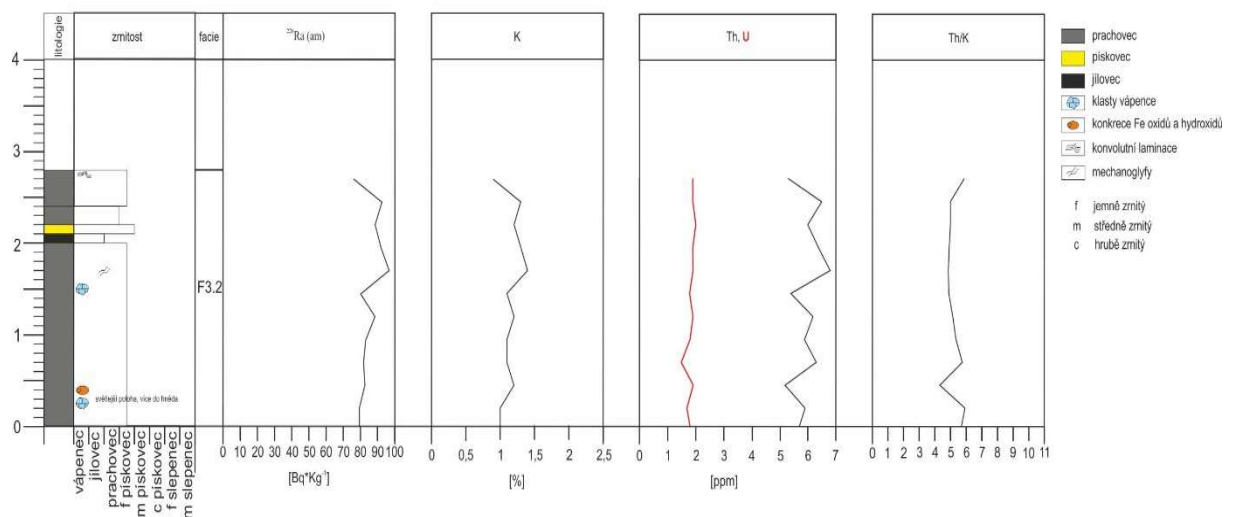 litologie
zrnitost
facie
²²⁶Ra (am)
K
Th, U
Th/K
4
3
2
1
0
F3.2
světlejší poloha, více do hněda
vápenec
jílovec
prachovec
f pískovec
m pískovec
c pískovec
f slepenec
m slepenec
0 10 20 30 40 50 60 70 80 90 100
[Bq*Kg⁻¹]
0 0,5 1 1,5 2 2,5
[%]
0 1 2 3 4 5 6 7
[ppm]
0 1 2 3 4 5 6 7 8 9 10 11
prachovec
pískovec
jílovec
klasty vápence
konkrece Fe oxidů a hydroxidů
konvolutní laminace
mechanoglyfy
f jemně zrnitý
m středně zrnitý
c hrubě zrnitý